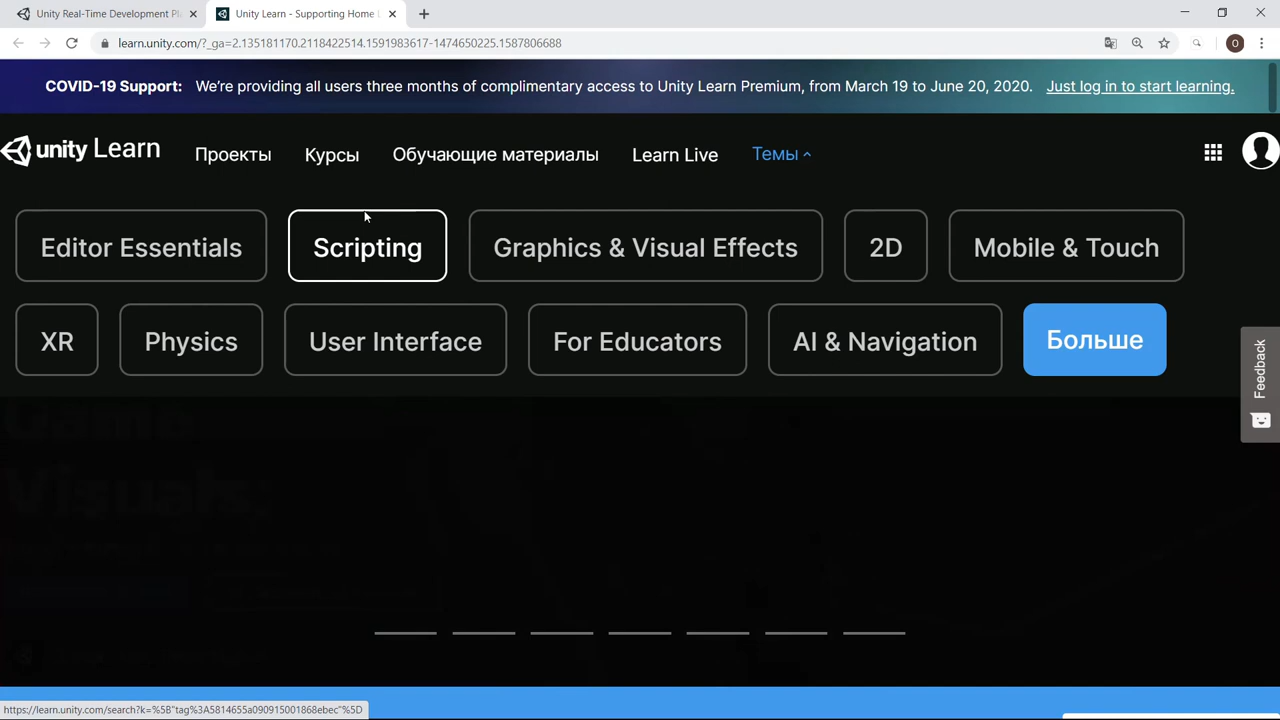 Unity Real-Time Development Pl
Unity Learn - Supporting Home L
learn.unity.com/?_ga=2.135181170.2118422514.1591983617-1474650225.1587806688
O
COVID-19 Support: We're providing all users three months of complimentary access to Unity Learn Premium, from March 19 to June 20, 2020. Just log in to start learning.
unity Learn
Проекты
Курсы
Обучающие материалы
Learn Live
Темы
Editor Essentials
Scripting
Graphics & Visual Effects
2D
Mobile & Touch
XR
Physics
User Interface
For Educators
AI & Navigation
Больше
Feedback
Game
Visuals.
https://learn.unity.com/search?k=%5B"tag%3A5814655a090915001868ebec"%5D